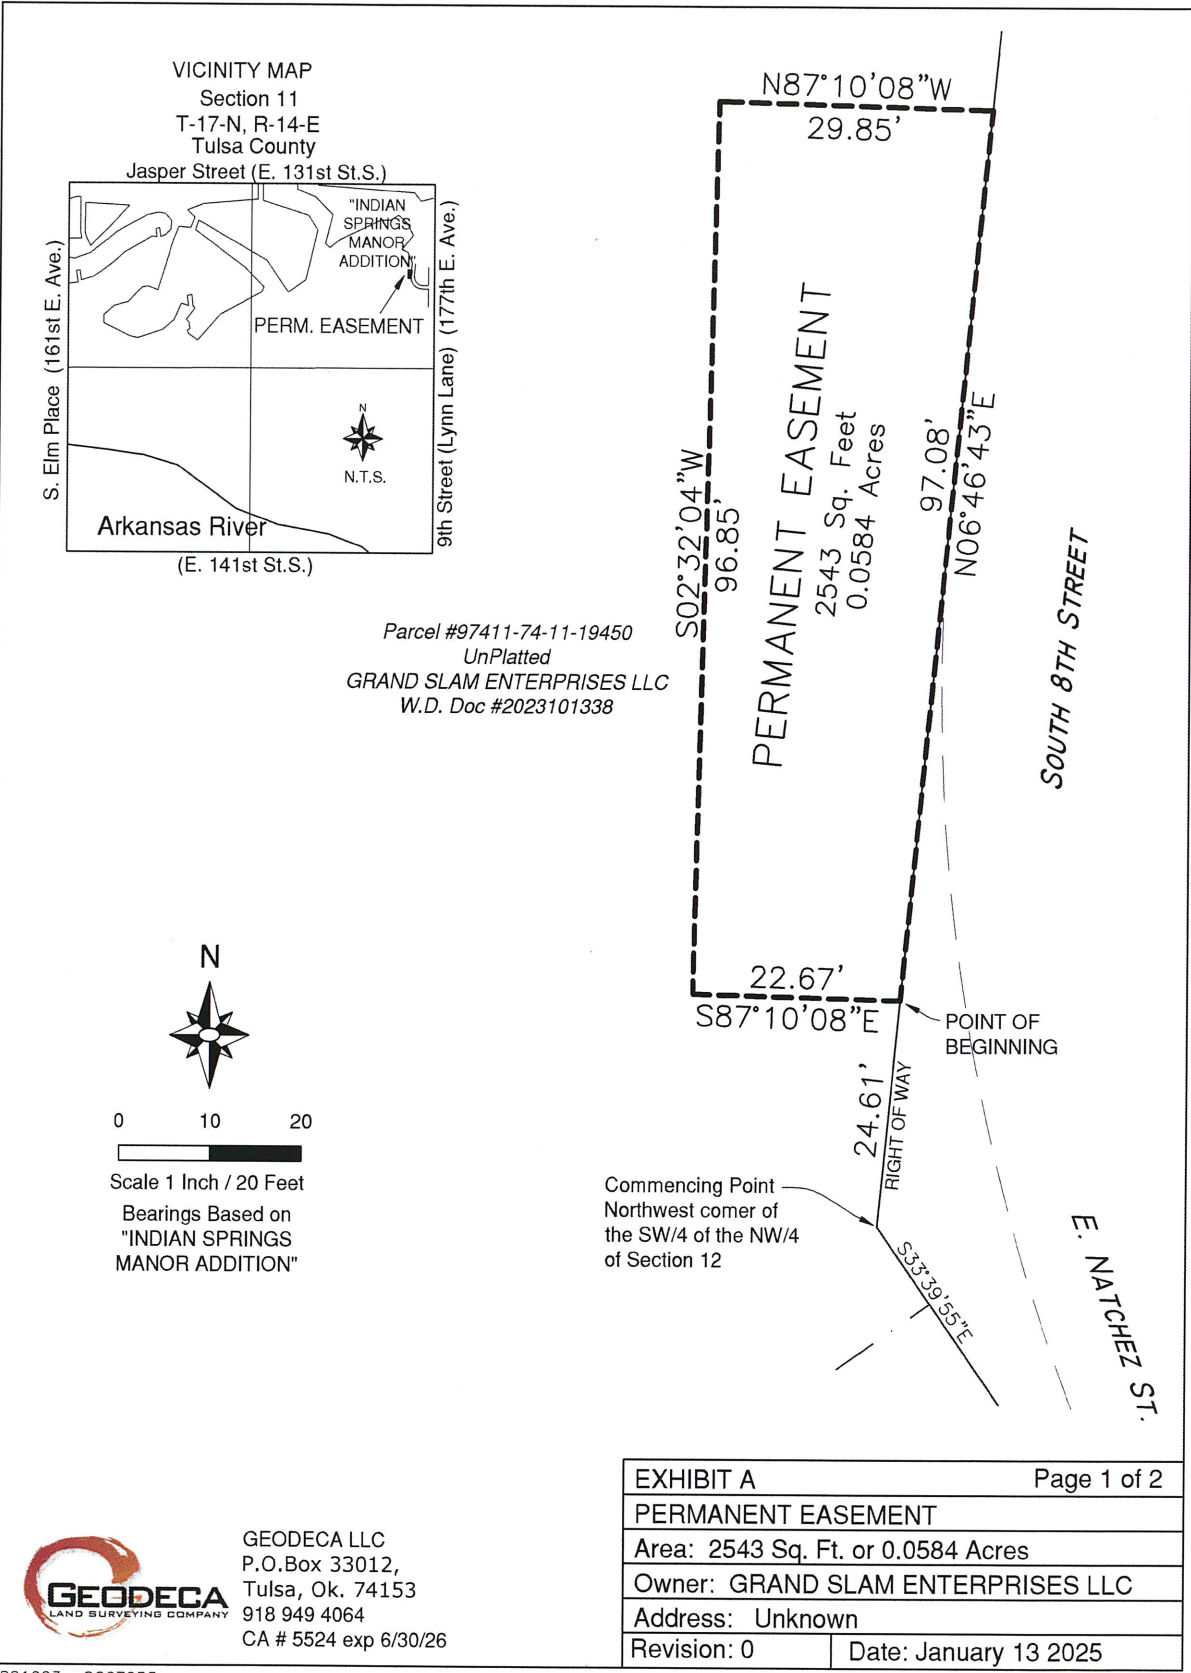 VICINITY MAP
Section 11
T-17-N, R-14-E
Tulsa County
Jasper Street (E. 131st St.S.)
"INDIAN
SPRINGS
MANOR
ADDITION"
PERM. EASEMENT
S. Elm Place (161st E. Ave.)
9th Street (Lynn Lane) (177th E. Ave.)
N
N.T.S.
Arkansas River
(E. 141st St.S.)
N87°10'08"W
29.85'
PERMANENT EASEMENT
2543 Sq. Feet
0.0584 Acres
S02°32'04"W
96.85'
97.08'
N06°46'43"E
SOUTH 8TH STREET
Parcel #97411-74-11-19450
UnPlatted
GRAND SLAM ENTERPRISES LLC
W.D. Doc #2023101338
22.67'
S87°10'08"E
POINT OF
BEGINNING
24.61'
RIGHT OF WAY
Commencing Point
Northwest corner of
the SW/4 of the NW/4
of Section 12
S33°39'55"E
E. NATCHEZ ST.
N
0 10 20
Scale 1 Inch / 20 Feet
Bearings Based on
"INDIAN SPRINGS
MANOR ADDITION"
GEODECA
LAND SURVEYING COMPANY
GEODECA LLC
P.O.Box 33012,
Tulsa, Ok. 74153
918 949 4064
CA # 5524 exp 6/30/26
EXHIBIT A Page 1 of 2
PERMANENT EASEMENT
Area: 2543 Sq. Ft. or 0.0584 Acres
Owner: GRAND SLAM ENTERPRISES LLC
Address: Unknown
Revision: 0 Date: January 13 2025